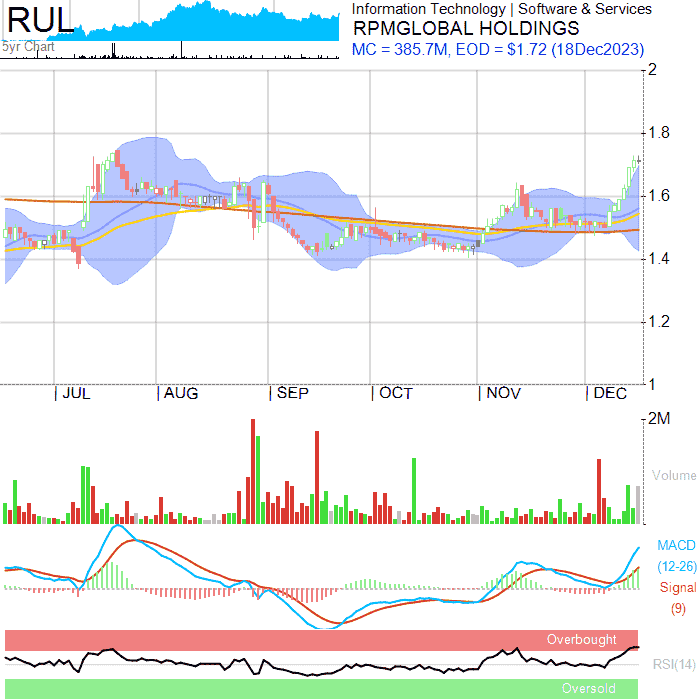 RUL
5yr Chart
Information Technology | Software & Services
RPMGLOBAL HOLDINGS
MC = 385.7M, EOD = $1.72 (18Dec2023)
2
1.8
1.6
1.4
1.2
1
| JUL | AUG | SEP | OCT | NOV | DEC
2M
Volume
MACD
(12-26)
Signal
(9)
Overbought
RSI(14)
Oversold